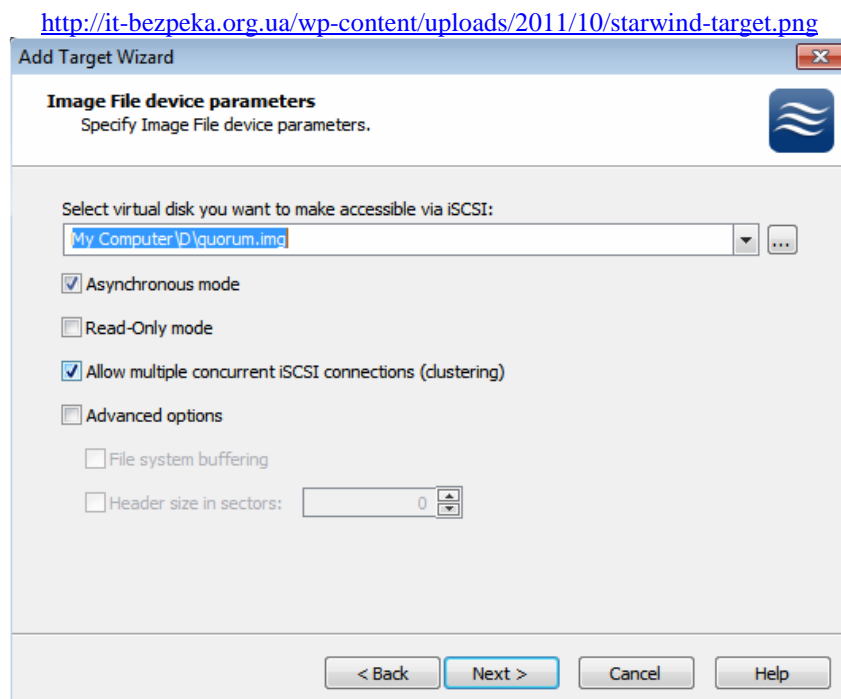 http://it-bezpeka.org.ua/wp-content/uploads/2011/10/starwind-target.png
Add Target Wizard
Image File device parameters
Specify Image File device parameters.
Select virtual disk you want to make accessible via iSCSI:
My Computer\D\quorum.img
...
Asynchronous mode
Read-Only mode
Allow multiple concurrent iSCSI connections (clustering)
Advanced options
File system buffering
Header size in sectors: 0
< Back Next > Cancel Help